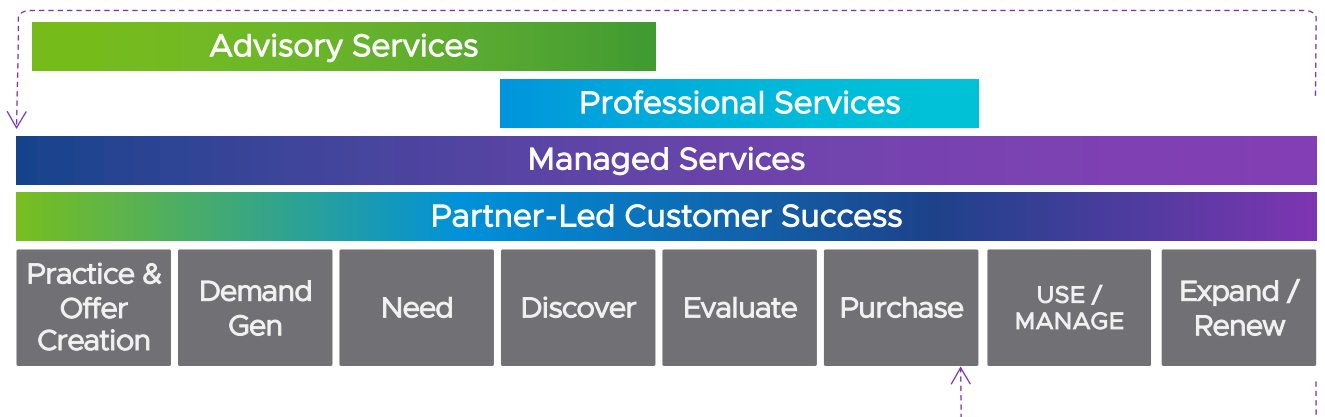 Advisory Services
Professional Services
Managed Services
Partner-Led Customer Success
Practice &
Offer
Creation
Demand
Gen
Need
Discover
Evaluate
Purchase
USE /
MANAGE
Expand /
Renew